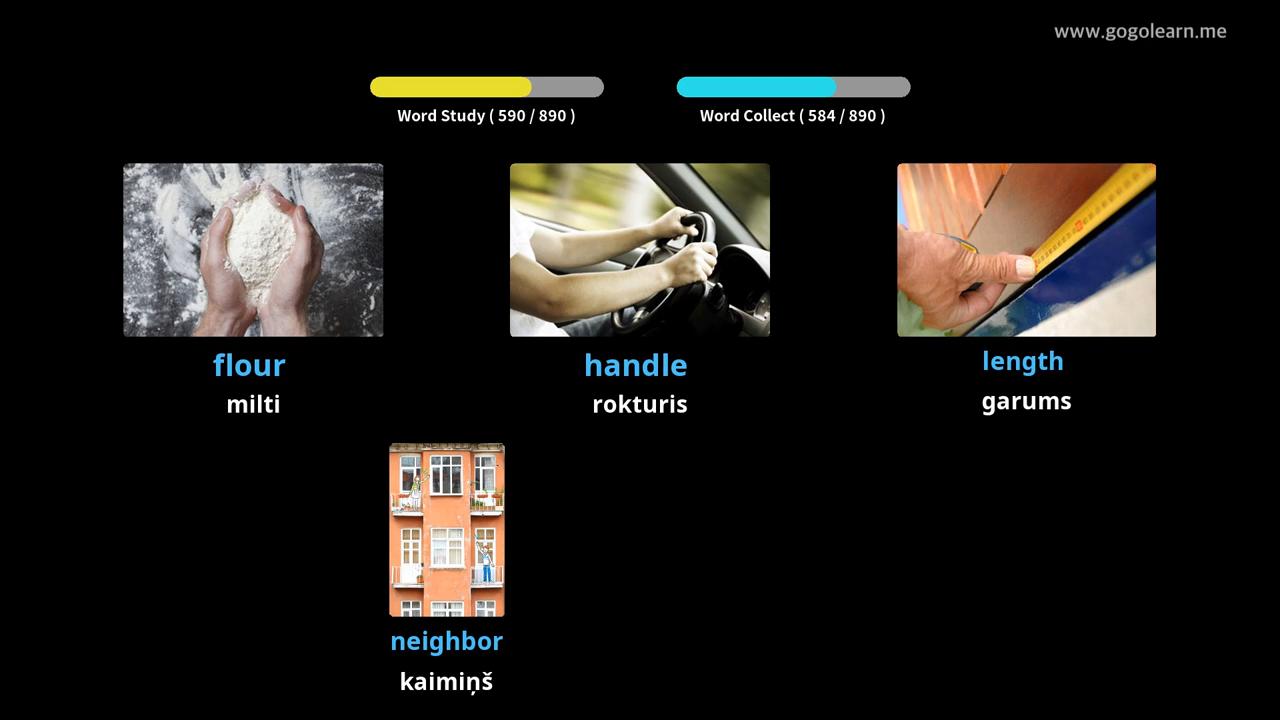 www.gogolearn.me
Word Study ( 590 / 890 )
Word Collect ( 584 / 890 )
flour
milti
handle
rokturis
length
garums
neighbor
kaimiņš